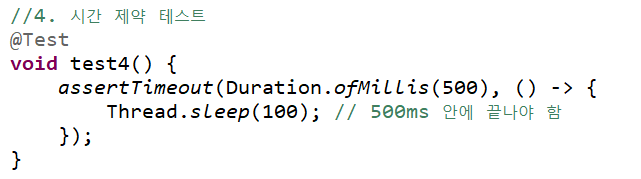 //4. 시간 제약 테스트
@Test
void test4() {
    assertTimeout(Duration.ofMillis(500), () -> {
        Thread.sleep(100); // 500ms 안에 끝나야 함
    });
}